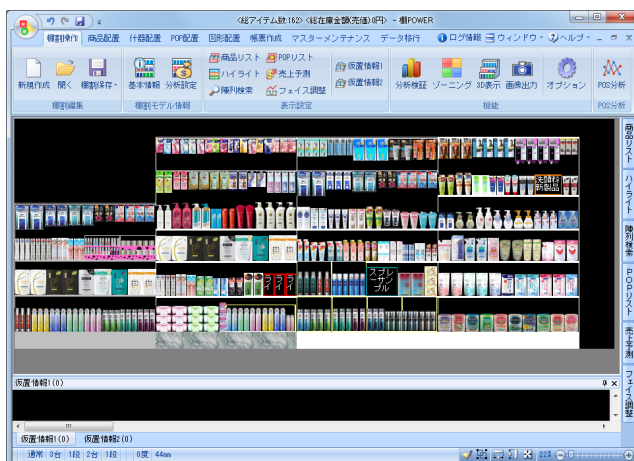 <総アイテム数:162> <総在庫金額(売価):0円> - 棚POWER
棚割操作 商品配置 什器配置 POP配置 図形配置 帳票作成 マスターメンテナンス データ移行 ログ情報 ウィンドウ ヘルプ
商品リスト POPリスト 仮置情報1
ハイライト 売上予測 仮置情報2
陳列検索 フェイス調整
新規作成 開く 棚割保存 基本情報 分析設定 分析検証 ゾーニング 3D表示 画像出力 オプション POS分析
棚割編集 棚割モデル情報 表示設定 機能 POS分析
商品リスト
ハイライト
陳列検索
POPリスト
売上予測
フェイス調整
洗顔料
新製品
スプレ
サン
プル
仮置情報1(0)
仮置情報1(0) 仮置情報2(0)
通常 3台 1段 2台 1段 0度 44mm 22%